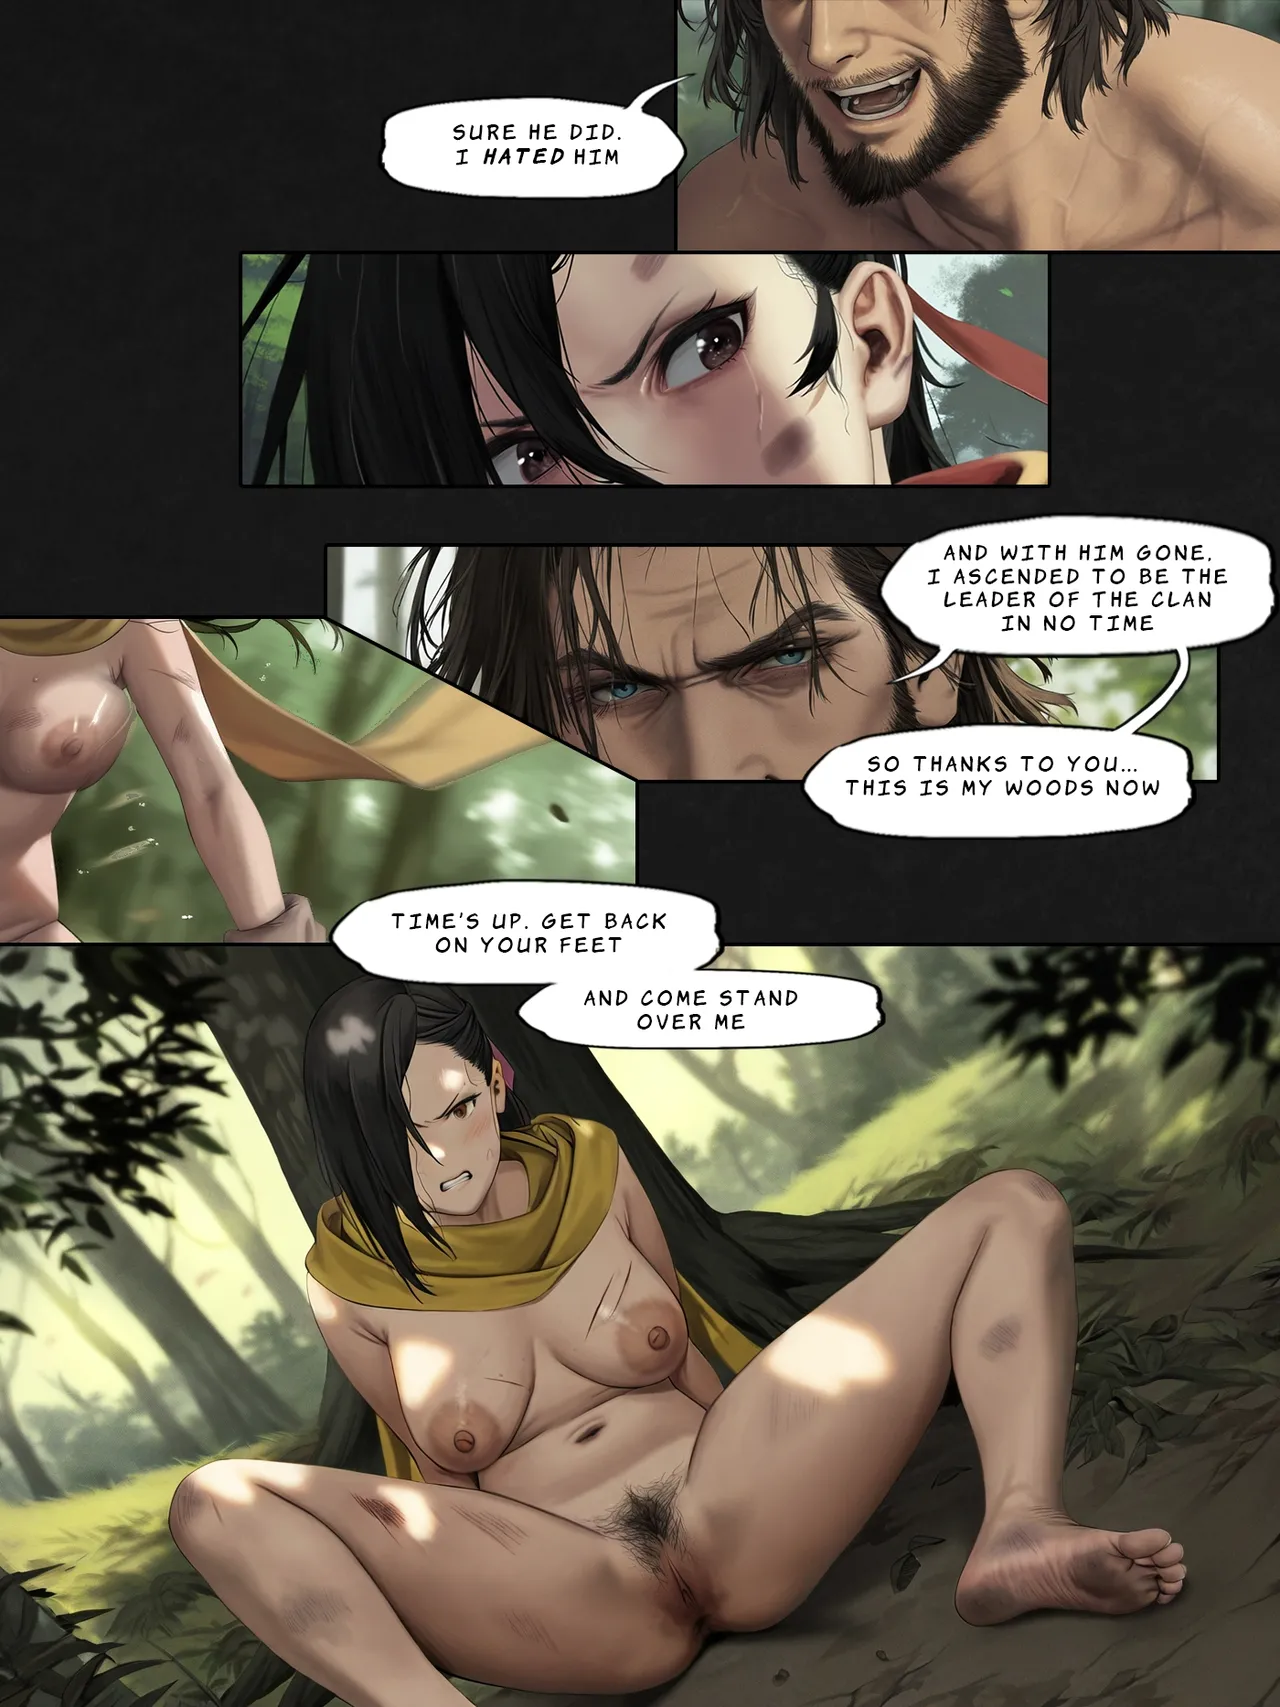 SURE HE DID.
I HATED HIM
AND WITH HIM GONE.
I ASCENDED TO BE THE
LEADER OF THE CLAN
IN NO TIME
SO THANKS TO YOU...
THIS IS MY WOODS NOW
TIME'S UP. GET BACK
ON YOUR FEET
AND COME STAND
OVER ME